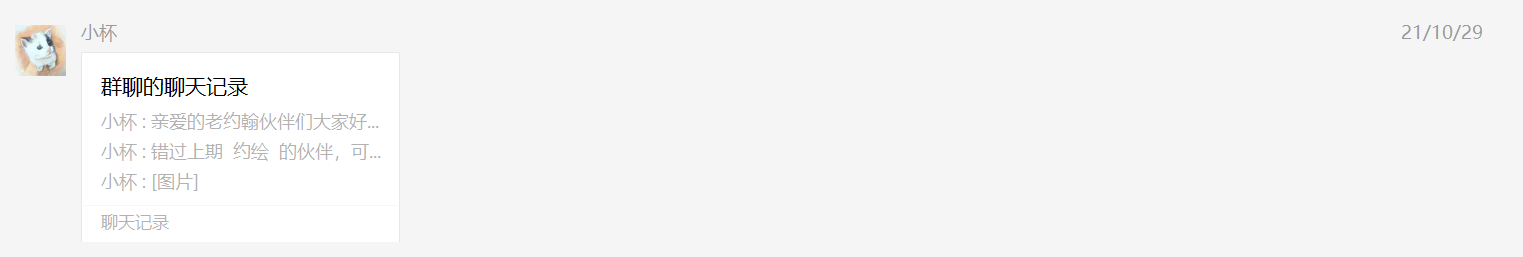 小杯
21/10/29
群聊的聊天记录
小杯 : 亲爱的老约翰伙伴们大家好...
小杯 : 错过上期  约绘  的伙伴，可...
小杯 : [图片]
聊天记录